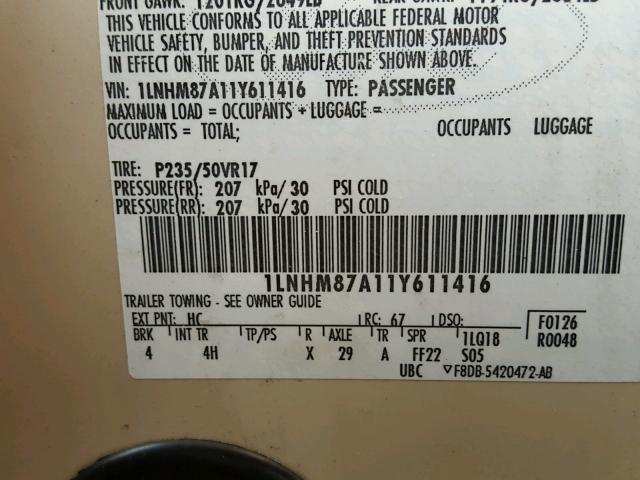 FRONT GAWR: 1201KG/2649LB REAR GAWR:
THIS VEHICLE CONFORMS TO ALL APPLICABLE FEDERAL MOTOR
VEHICLE SAFETY, BUMPER, AND THEFT PREVENTION STANDARDS
IN EFFECT ON THE DATE OF MANUFACTURE SHOWN ABOVE.
VIN: 1LNHM87A11Y611416 TYPE: PASSENGER
MAXIMUM LOAD = OCCUPANTS + LUGGAGE =
OCCUPANTS = TOTAL; OCCUPANTS LUGGAGE
TIRE: P235/50VR17
PRESSURE(FR): 207 kPa/30 PSI COLD
PRESSURE(RR): 207 kPa/30 PSI COLD
1LNHM87A11Y611416
TRAILER TOWING - SEE OWNER GUIDE
EXT PNT: HC RC: 67 DSO: F0126
BRK INT TR TP/PS R AXLE TR SPR 1LQ18 R0048
4 4H X 29 A FF22 S05
UBC ▽F8DB-5420472-AB